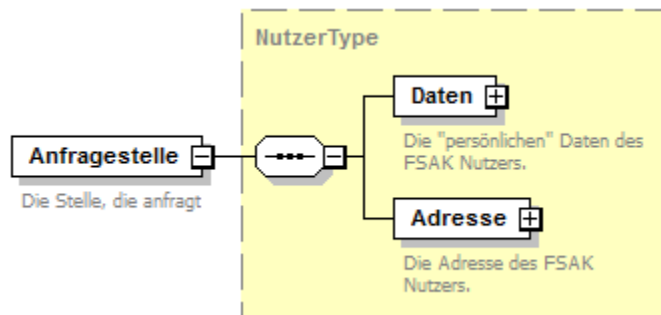 NutzerType
Daten
Die "persönlichen" Daten des
FSAK Nutzers.
Anfragestelle
Die Stelle, die anfragt
Adresse
Die Adresse des FSAK
Nutzers.